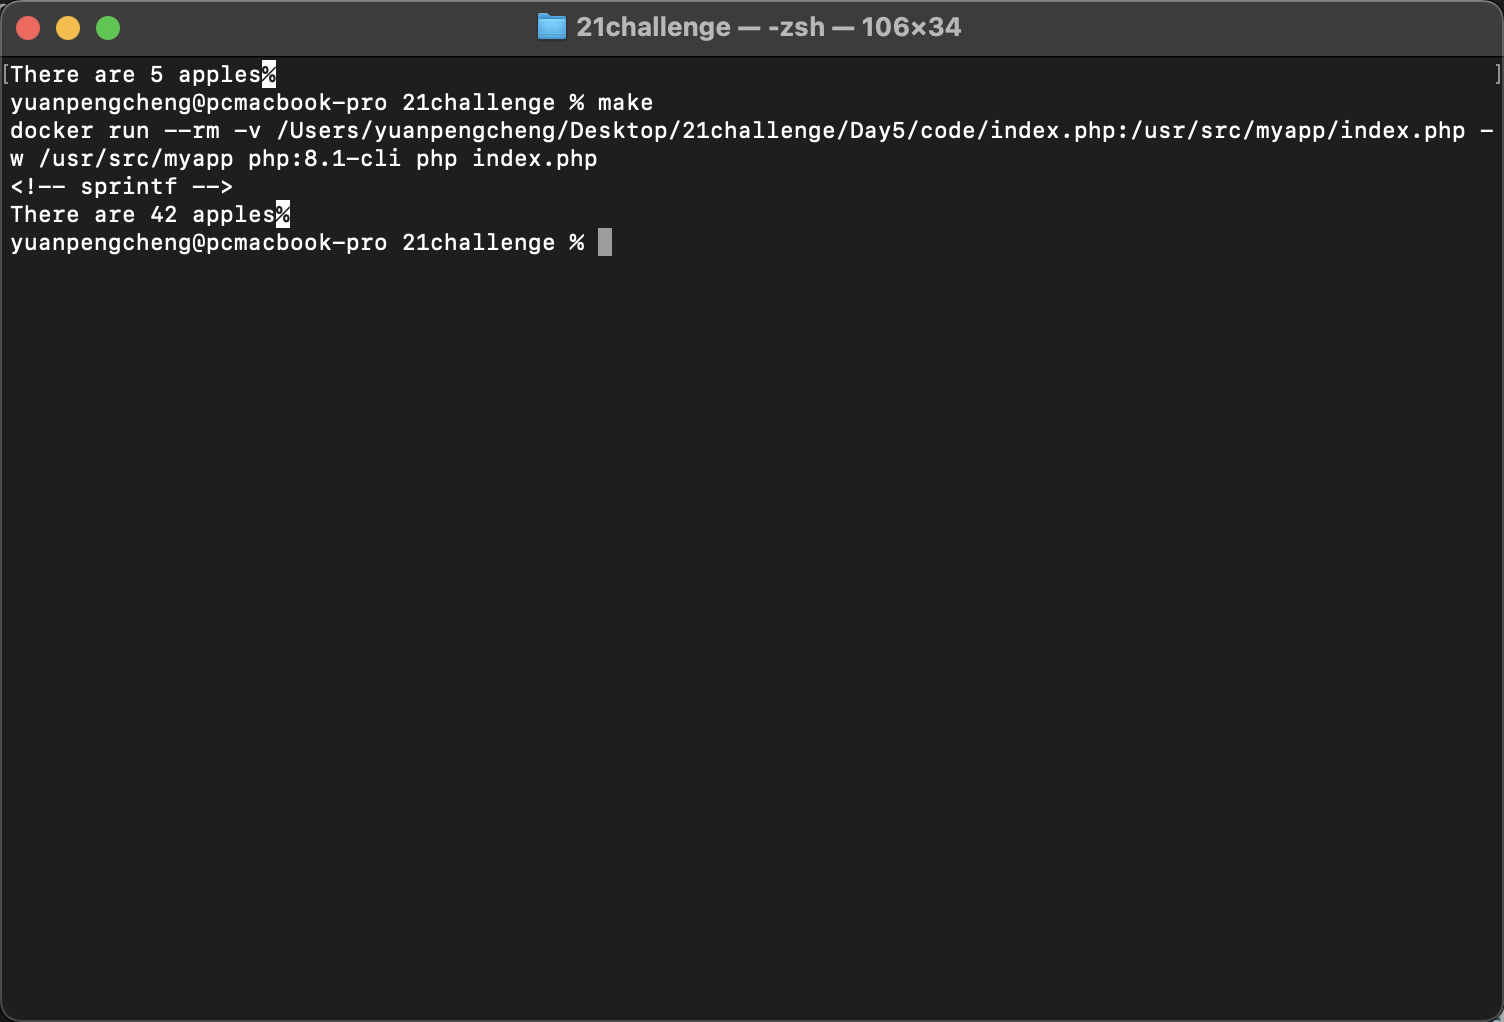 21challenge — -zsh — 106×34
[There are 5 apples%]
yuanpengcheng@pcmacbook-pro 21challenge % make
docker run --rm -v /Users/yuanpengcheng/Desktop/21challenge/Day5/code/index.php:/usr/src/myapp/index.php -
w /usr/src/myapp php:8.1-cli php index.php
<!-- sprintf -->
There are 42 apples%
yuanpengcheng@pcmacbook-pro 21challenge %